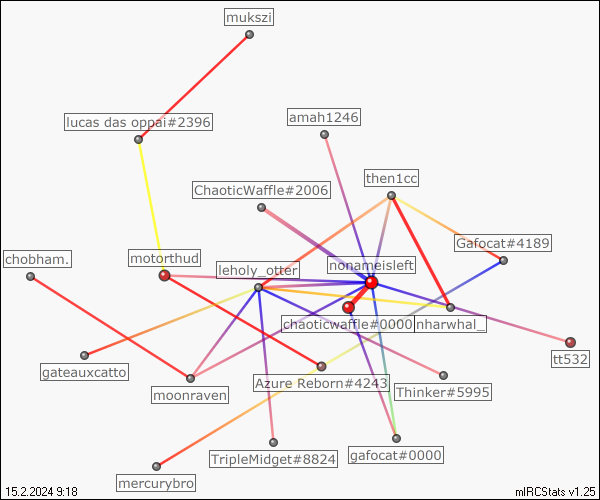 mukszi
lucas das oppai#2396
amah1246
then1cc
ChaoticWaffle#2006
Gafocat#4189
chobham.
motorthud
leholy_otter
nonameisleft
chaoticwaffle#0000
nharwhal_
tt532
gateauxcatto
moonraven
Azure Reborn#4243
Thinker#5995
TripleMidget#8824
gafocat#0000
mercurybro
15.2.2024 9:18
mIRCStats v1.25